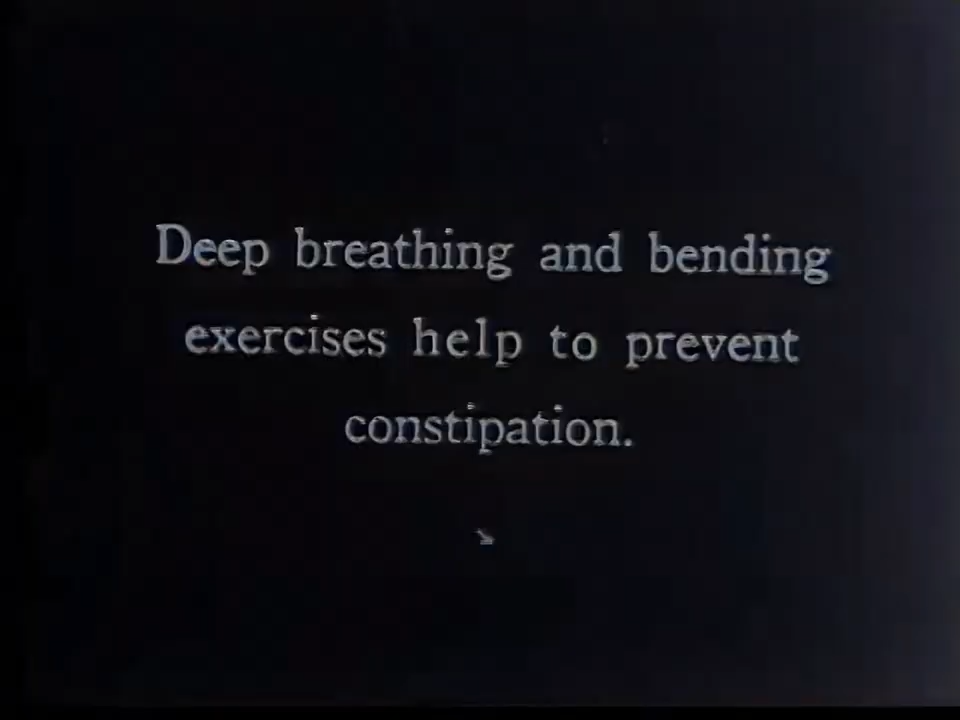 Deep breathing and bending
exercises help to prevent
constipation.